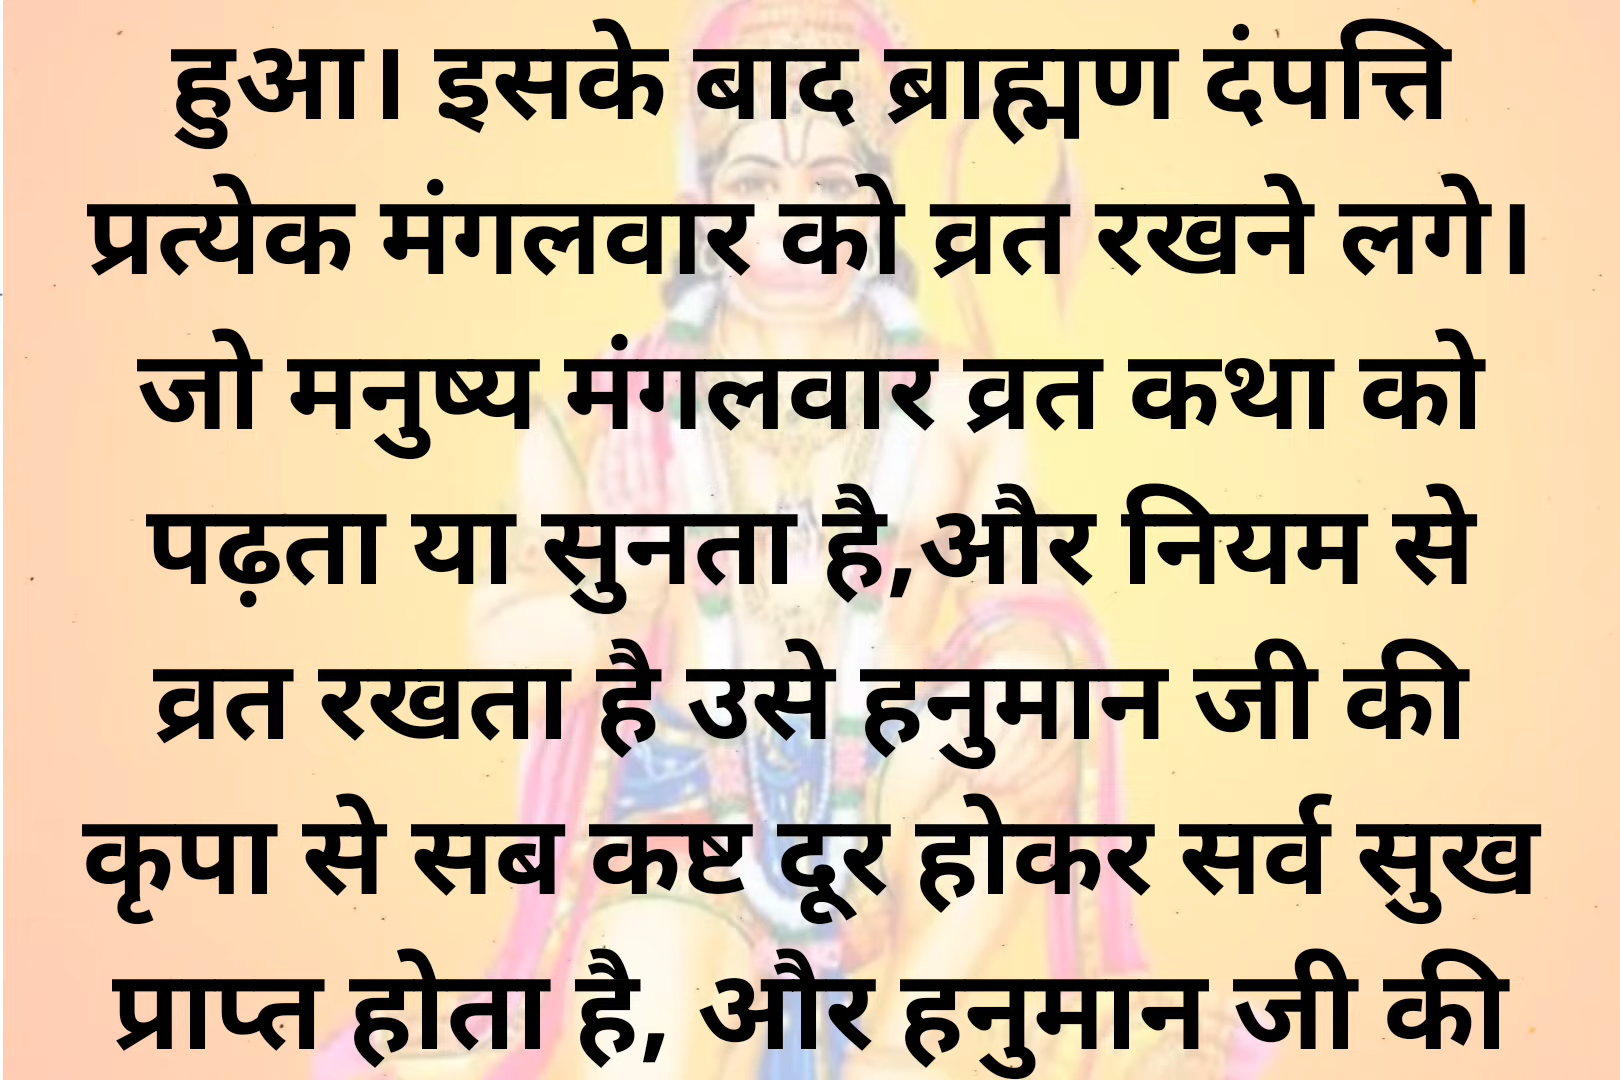 हुआ। इसके बाद ब्राह्मण दंपत्ति
प्रत्येक मंगलवार को व्रत रखने लगे।
जो मनुष्य मंगलवार व्रत कथा को
पढ़ता या सुनता है,और नियम से
व्रत रखता है उसे हनुमान जी की
कृपा से सब कष्ट दूर होकर सर्व सुख
प्राप्त होता है, और हनुमान जी की